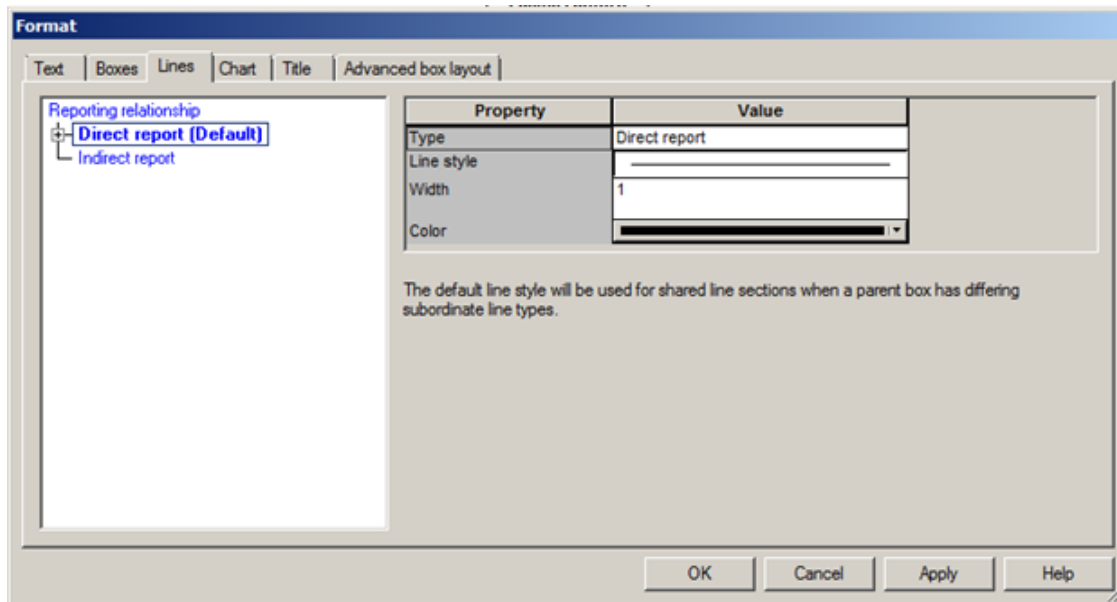 Format
Text Boxes Lines Chart Title Advanced box layout
Reporting relationship
Direct report (Default)
Indirect report
Property Value
Type Direct report
Line style
Width 1
Color
The default line style will be used for shared line sections when a parent box has differing
subordinate line types.
OK Cancel Apply Help